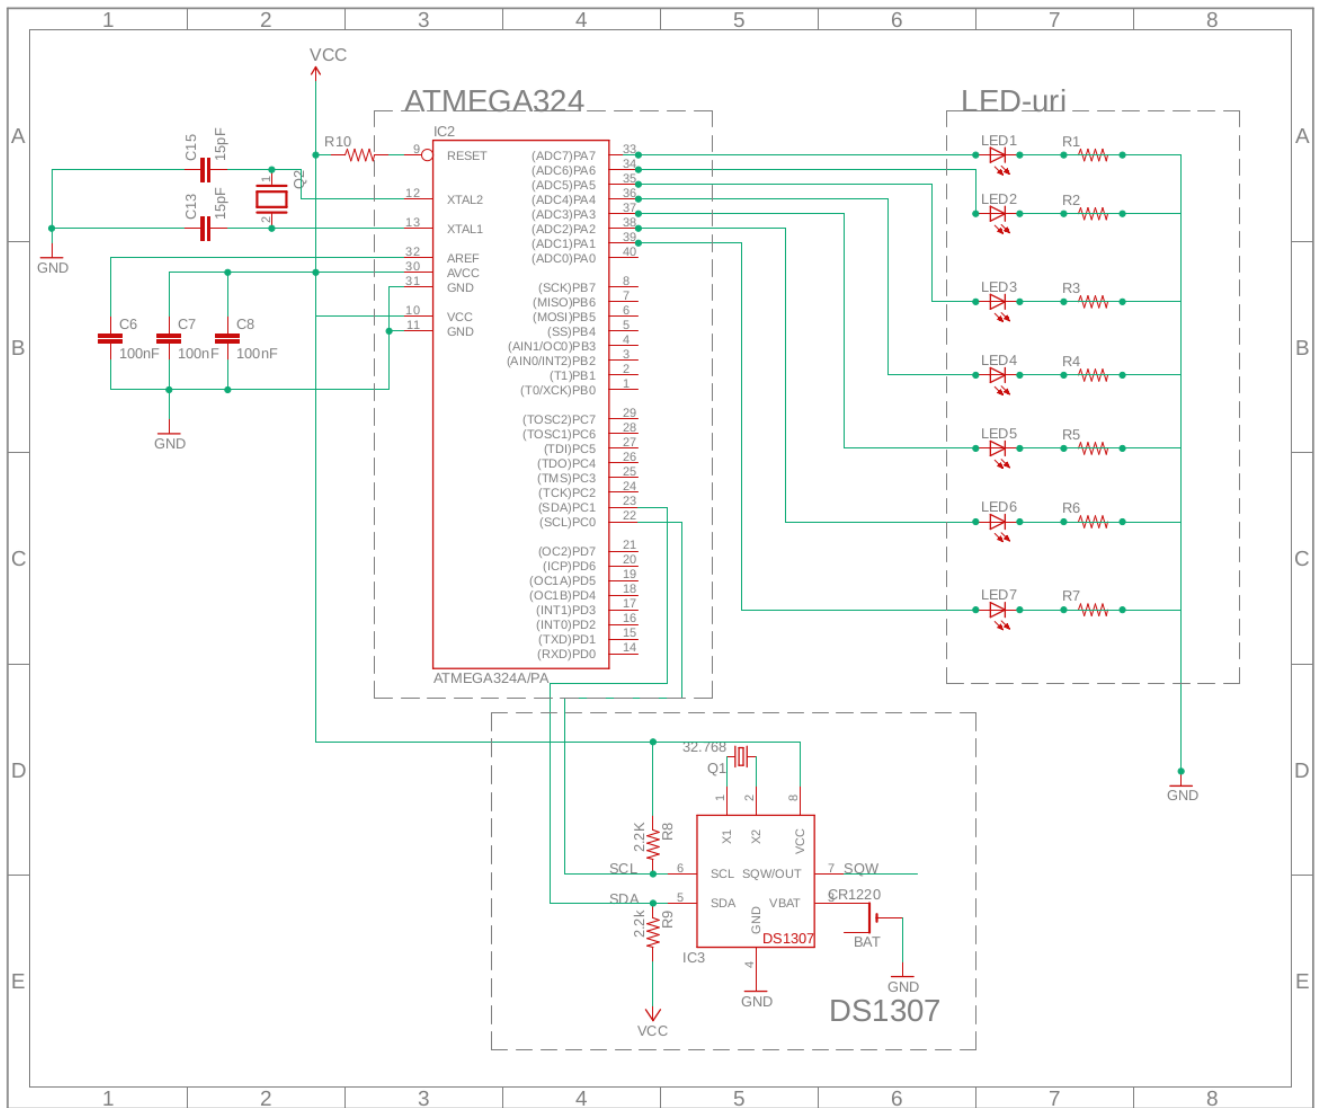 1 2 3 4 5 6 7 8
VCC
ATMEGA324
LED-uri
A
A
C15
15pF
C13
15pF
1
2
Q2
GND
R10
IC2
9 RESET
12 XTAL2
13 XTAL1
32 AREF
30 AVCC
31 GND
10 VCC
11 GND
(ADC7)PA7 33
(ADC6)PA6 34
(ADC5)PA5 35
(ADC4)PA4 36
(ADC3)PA3 37
(ADC2)PA2 38
(ADC1)PA1 39
(ADC0)PA0 40
(SCK)PB7 8
(MISO)PB6 7
(MOSI)PB5 6
(SS)PB4 5
(AIN1/OC0)PB3 4
(AIN0/INT2)PB2 3
(T1)PB1 2
(T0/XCK)PB0 1
(TOSC2)PC7 29
(TOSC1)PC6 28
(TDI)PC5 27
(TDO)PC4 26
(TMS)PC3 25
(TCK)PC2 24
(SDA)PC1 23
(SCL)PC0 22
(OC2)PD7 21
(ICP)PD6 20
(OC1A)PD5 19
(OC1B)PD4 18
(INT1)PD3 17
(INT0)PD2 16
(TXD)PD1 15
(RXD)PD0 14
ATMEGA324A/PA
LED1 R1
LED2 R2
LED3 R3
LED4 R4
LED5 R5
LED6 R6
LED7 R7
GND
B
B
C6
100nF
C7
100nF
C8
100nF
GND
C
C
D
D
32.768
Q1
1
2
8
X1
X2
VCC
2.2K
R8
SCL 6 SCL
SQW/OUT 7 SQW
SDA 5 SDA
VBAT
CR1220
BAT
GND
2.2k
R9
GND
DS1307
IC3
4
GND
VCC
DS1307
E
E
1 2 3 4 5 6 7 8